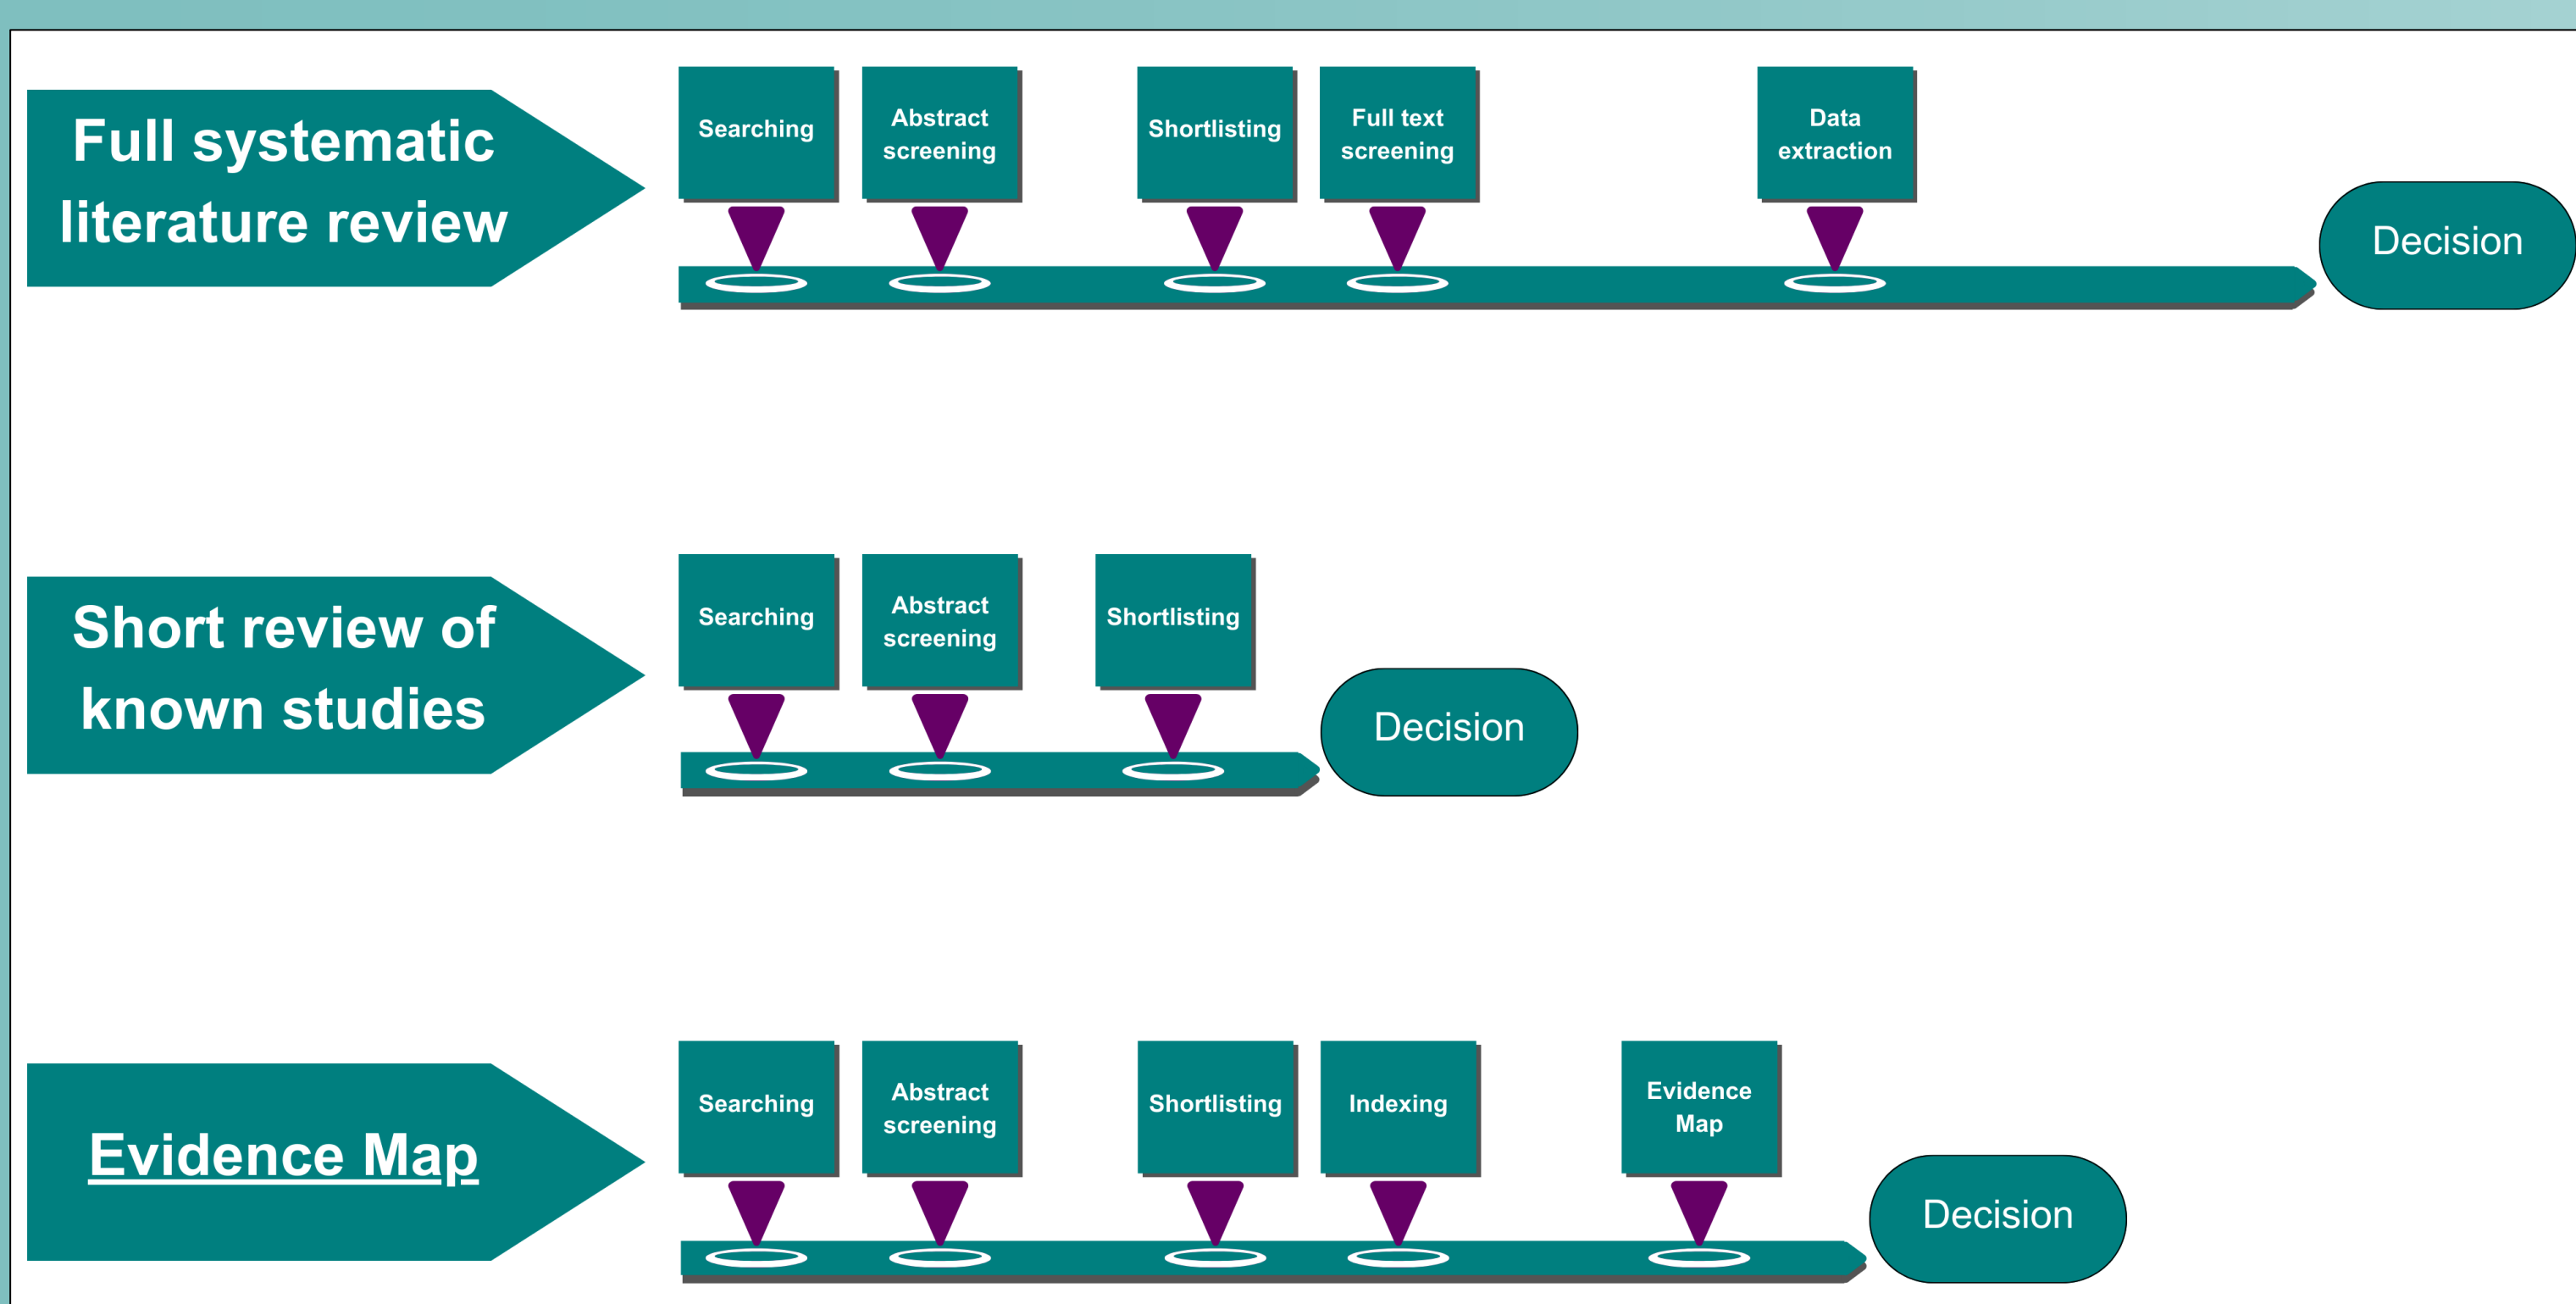 Full systematic
literature review
Searching
Abstract
screening
Shortlisting
Full text
screening
Data
extraction
Decision
Short review of
known studies
Searching
Abstract
screening
Shortlisting
Decision
Evidence Map
Searching
Abstract
screening
Shortlisting
Indexing
Evidence
Map
Decision